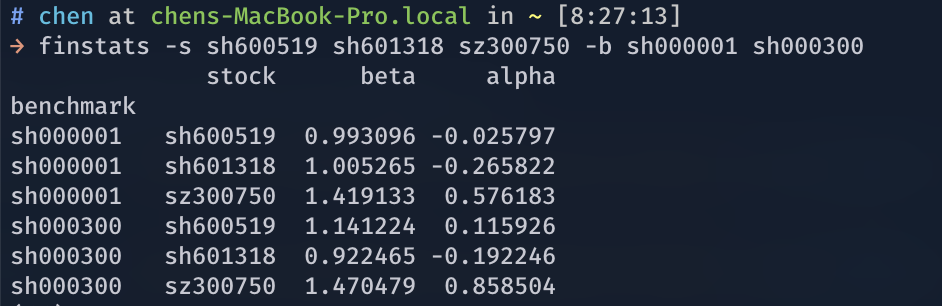 # chen at chens-MacBook-Pro.local in ~ [8:27:13]
→ finstats -s sh600519 sh601318 sz300750 -b sh000001 sh000300
stock beta alpha
benchmark
sh000001 sh600519 0.993096 -0.025797
sh000001 sh601318 1.005265 -0.265822
sh000001 sz300750 1.419133 0.576183
sh000300 sh600519 1.141224 0.115926
sh000300 sh601318 0.922465 -0.192246
sh000300 sz300750 1.470479 0.858504